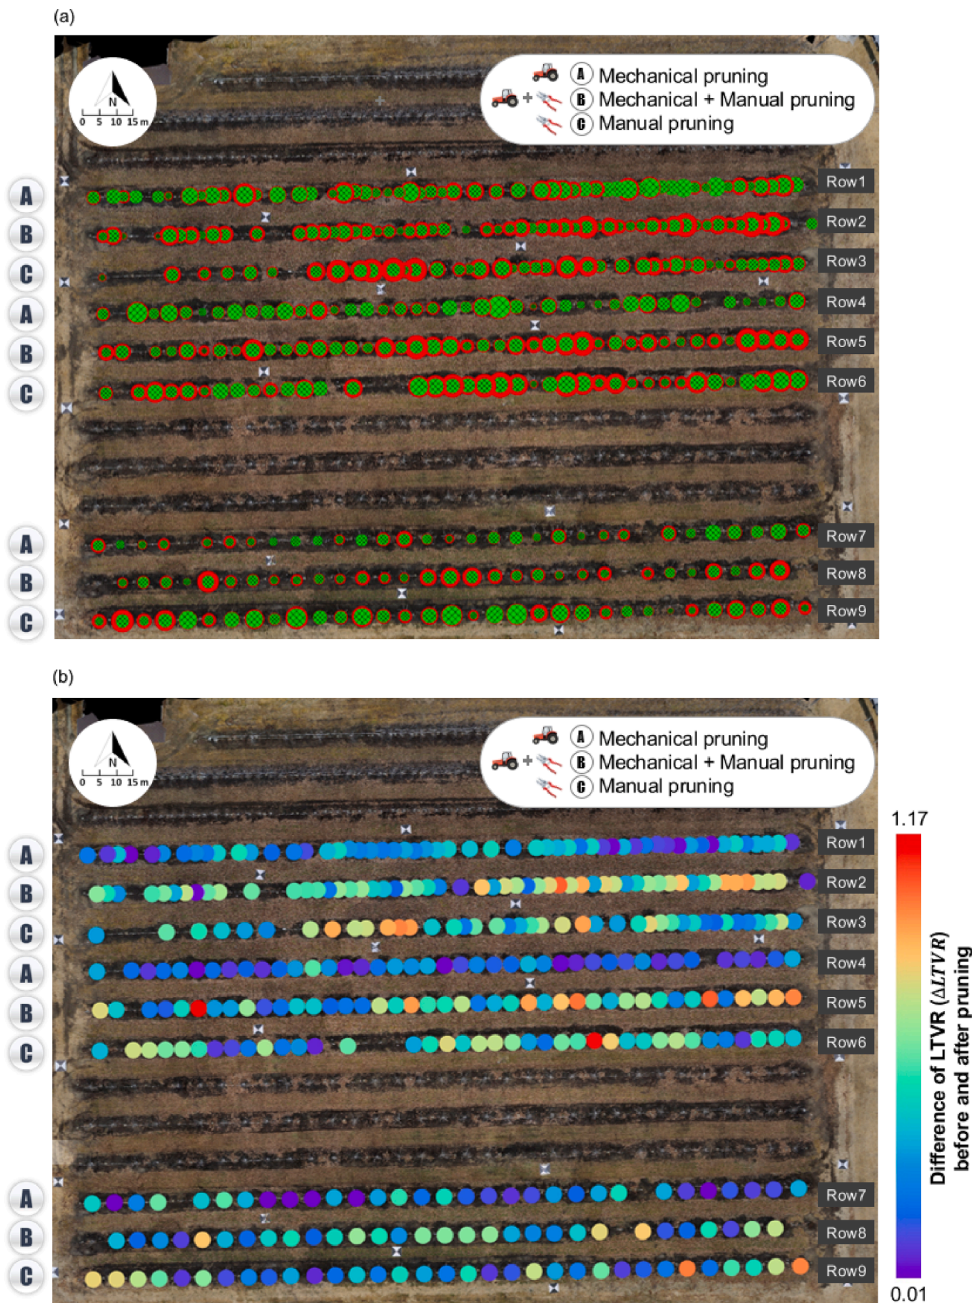 (a)
N
0 5 10 15 m
A Mechanical pruning
+ B Mechanical + Manual pruning
C Manual pruning
A Row1
B Row2
C Row3
A Row4
B Row5
C Row6
A Row7
B Row8
C Row9
(b)
N
0 5 10 15 m
A Mechanical pruning
+ B Mechanical + Manual pruning
C Manual pruning
1.17
A Row1
B Row2
C Row3
A Row4
B Row5
C Row6
A Row7
B Row8
C Row9
Difference of LTVR (ΔLTVR)
before and after pruning
0.01